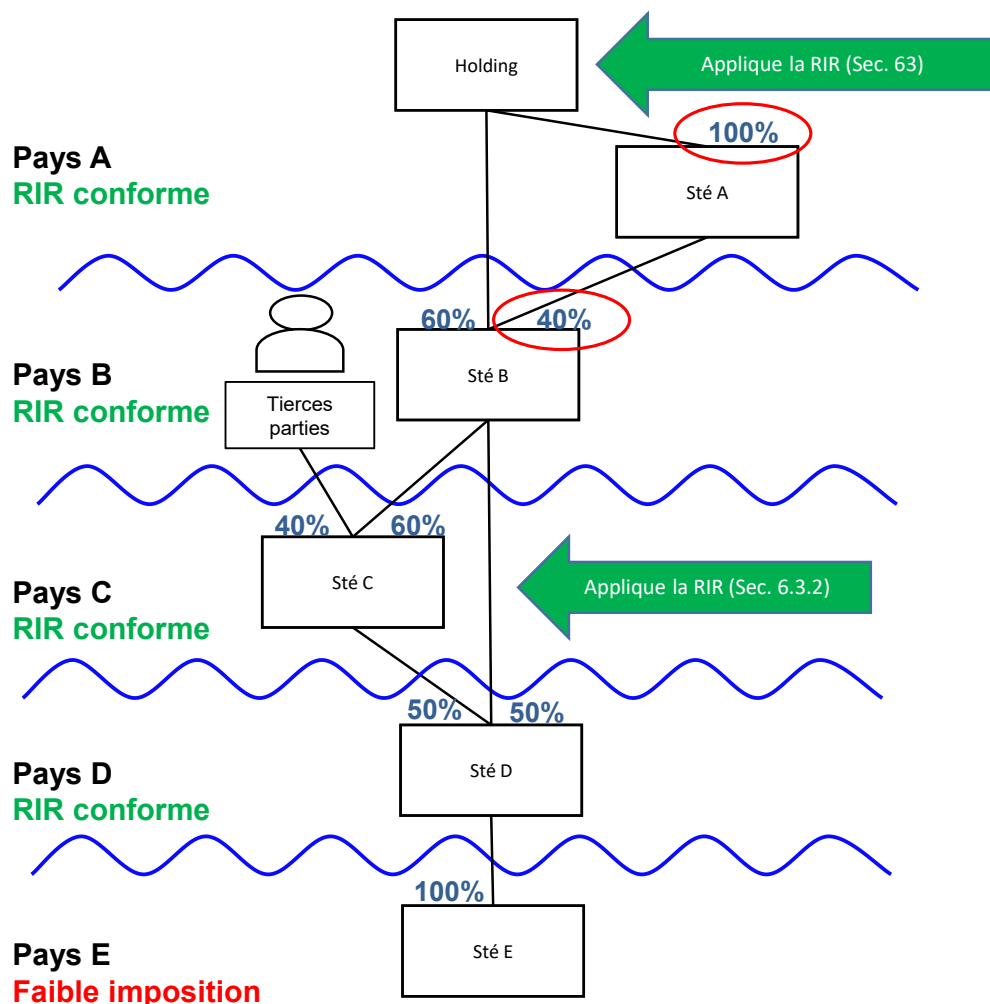 Holding
Applique la RIR (Sec. 63)
100%
Pays A
RIR conforme
Sté A
60%
40%
Pays B
RIR conforme
Sté B
Tierces
parties
40%
60%
Pays C
RIR conforme
Sté C
Applique la RIR (Sec. 6.3.2)
50%
50%
Pays D
RIR conforme
Sté D
100%
Pays E
Faible imposition
Sté E